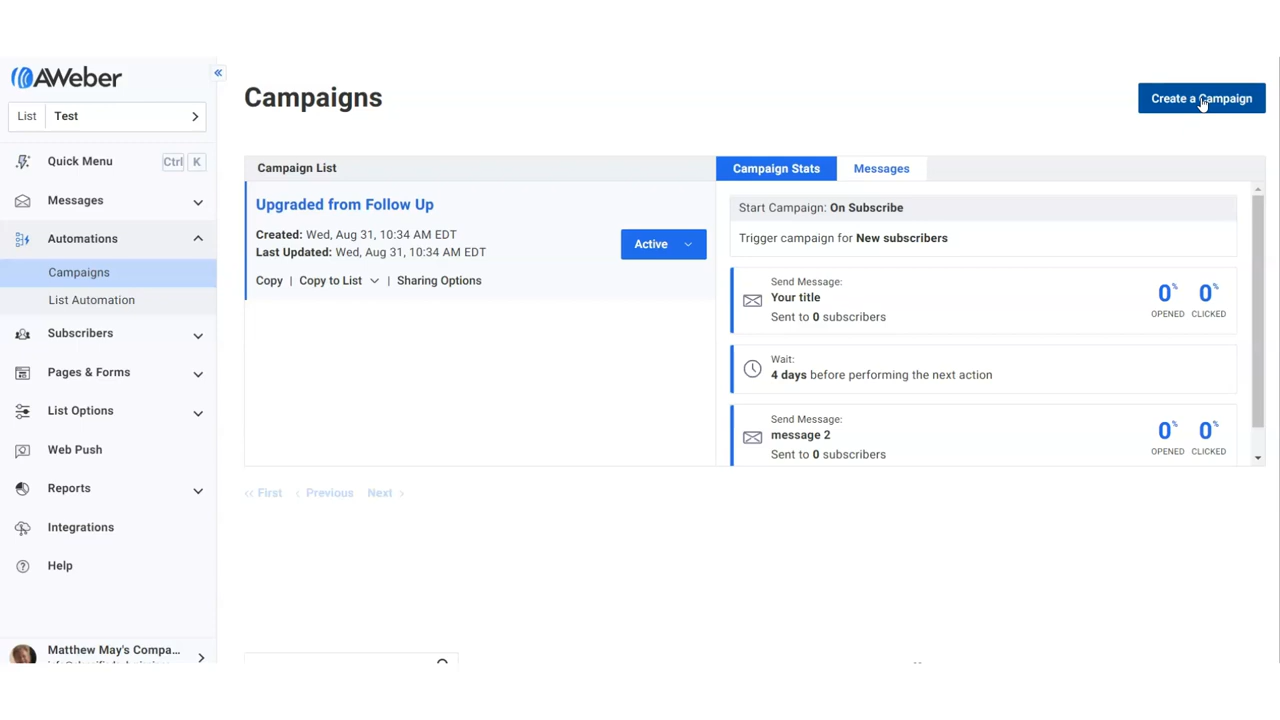 AWeber
List Test
Quick Menu Ctrl K
Messages
Automations
Campaigns
List Automation
Subscribers
Pages & Forms
List Options
Web Push
Reports
Integrations
Help
Matthew May's Compa...
Campaigns
Create a Campaign
Campaign List
Upgraded from Follow Up
Created: Wed, Aug 31, 10:34 AM EDT
Last Updated: Wed, Aug 31, 10:34 AM EDT
Active
Copy | Copy to List | Sharing Options
Campaign Stats Messages
Start Campaign: On Subscribe
Trigger campaign for New subscribers
Send Message:
Your title
Sent to 0 subscribers
0% 0%
OPENED CLICKED
Wait:
4 days before performing the next action
Send Message:
message 2
Sent to 0 subscribers
0% 0%
OPENED CLICKED
<< First < Previous Next >